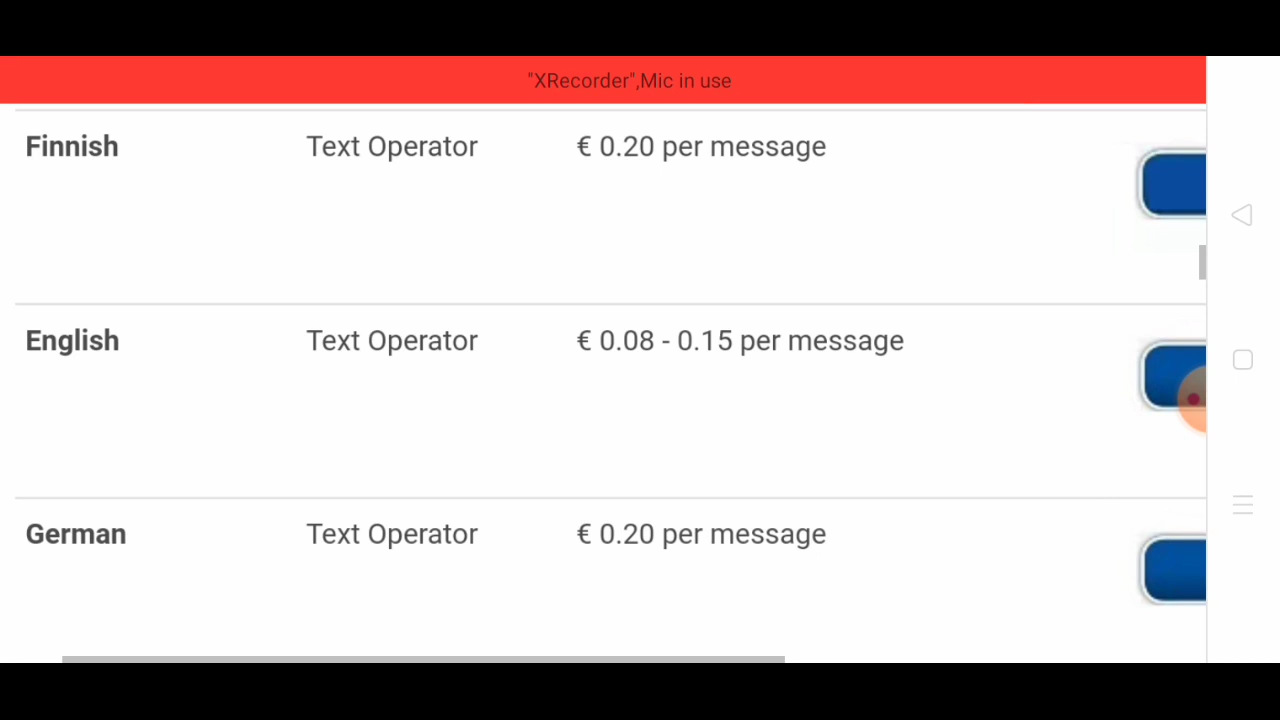 "XRecorder",Mic in use
Finnish Text Operator € 0.20 per message
English Text Operator € 0.08 - 0.15 per message
German Text Operator € 0.20 per message